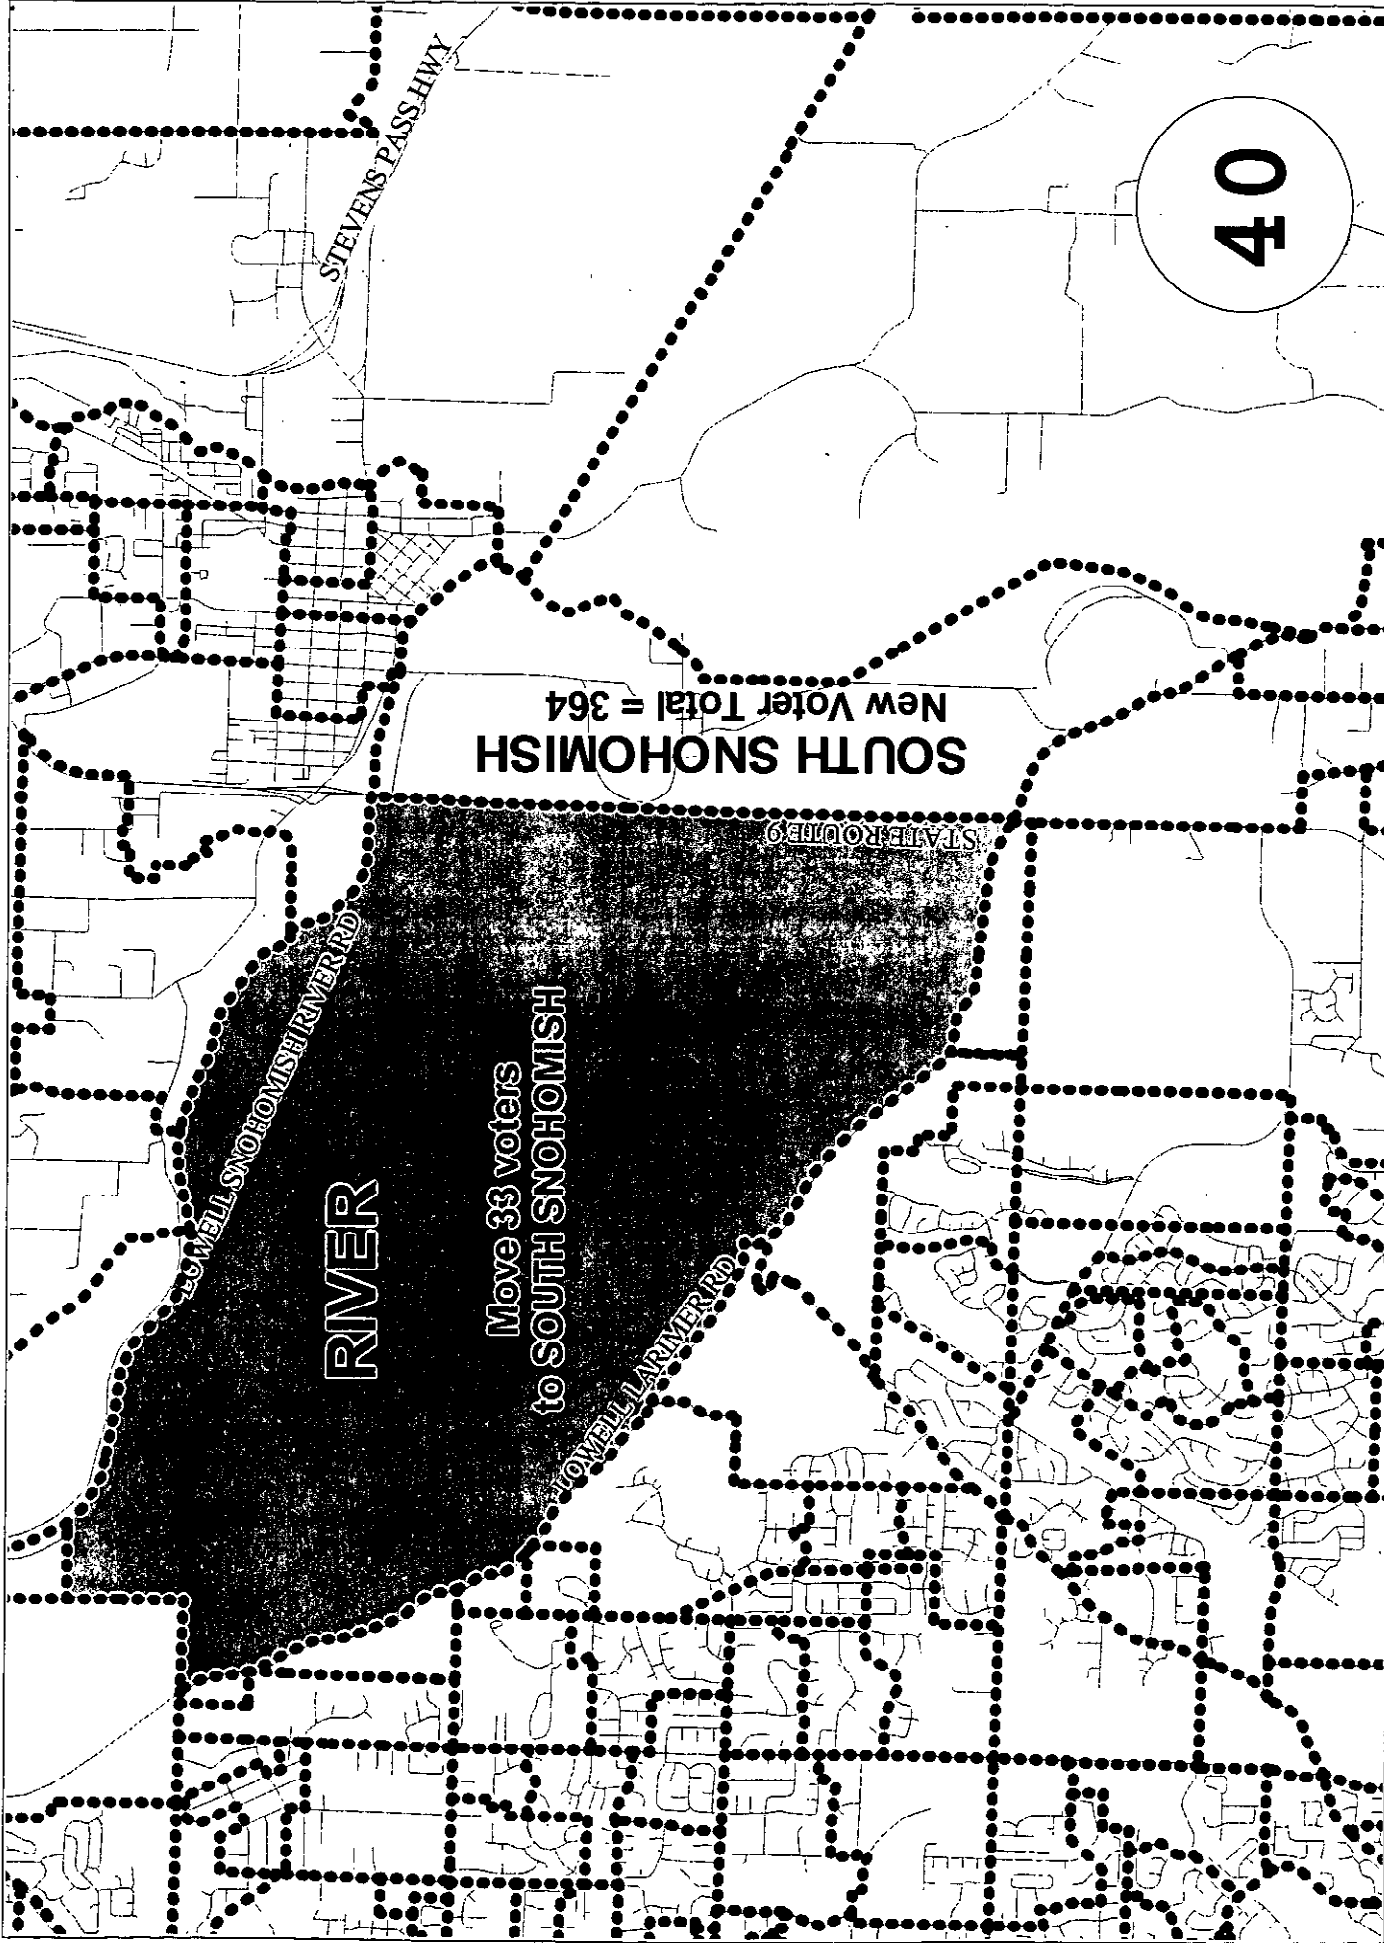 STEVENS PASS HWY
40
SOUTH SNOHOMISH
New Voter Total = 364
STATE ROUTE 9
LOWELL SNOHOMISH RIVER RD
RIVER
Move 33 voters
to SOUTH SNOHOMISH
LOWELL LARIMER RD